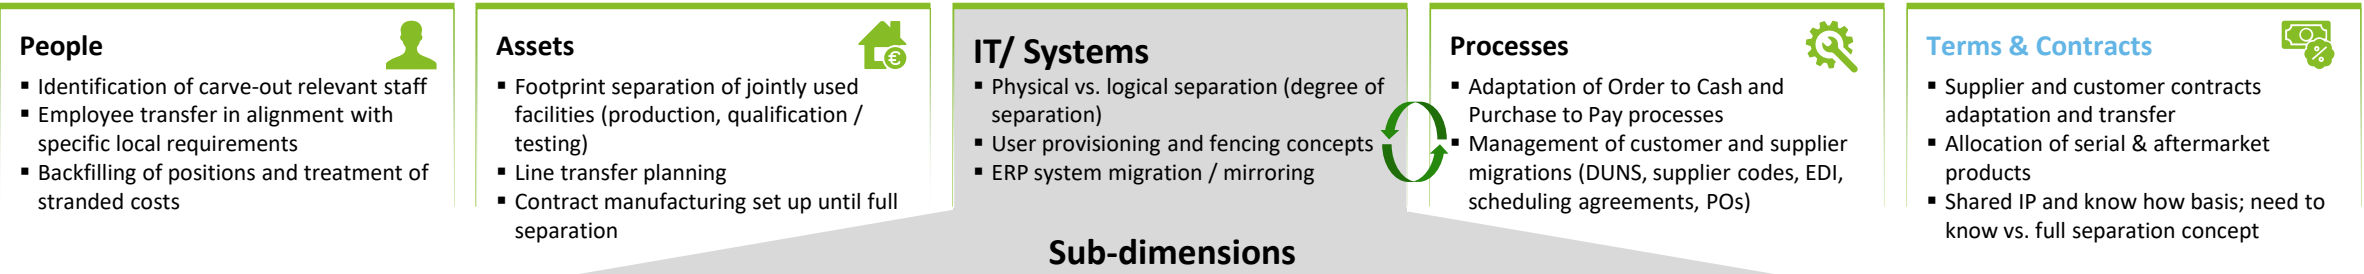 People
▪ Identification of carve-out relevant staff
▪ Employee transfer in alignment with
specific local requirements
▪ Backfilling of positions and treatment of
stranded costs
Assets
€
▪ Footprint separation of jointly used
facilities (production, qualification /
testing)
▪ Line transfer planning
▪ Contract manufacturing set up until full
separation
IT/ Systems
▪ Physical vs. logical separation (degree of
separation)
▪ User provisioning and fencing concepts
▪ ERP system migration / mirroring
Processes
▪ Adaptation of Order to Cash and
Purchase to Pay processes
▪ Management of customer and supplier
migrations (DUNS, supplier codes, EDI,
scheduling agreements, POs)
Terms & Contracts
%
▪ Supplier and customer contracts
adaptation and transfer
▪ Allocation of serial & aftermarket
products
▪ Shared IP and know how basis; need to
know vs. full separation concept
Sub-dimensions